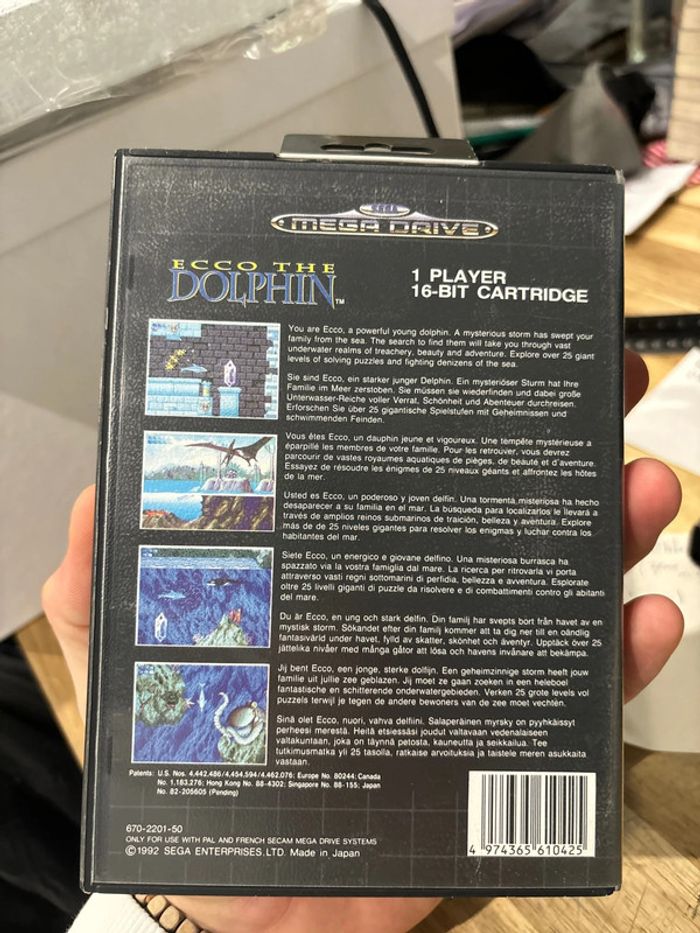 SEGA
MEGA DRIVE
ECCO THE
DOLPHIN™
1 PLAYER
16-BIT CARTRIDGE
You are Ecco, a powerful young dolphin. A mysterious storm has swept your
family from the sea. The search to find them will take you through vast
underwater realms of treachery, beauty and adventure. Explore over 25 giant
levels of solving puzzles and fighting denizens of the sea.
Sie sind Ecco, ein starker junger Delphin. Ein mysteriöser Sturm hat Ihre
Familie im Meer zerstoben. Sie müssen sie wiederfinden und dabei große
Unterwasser-Reiche voller Verrat, Schönheit und Abenteuer durchreisen.
Erforschen Sie über 25 gigantische Spielstufen mit Geheimnissen und
schwimmenden Feinden.
Vous êtes Ecco, un dauphin jeune et vigoureux. Une tempête mystérieuse a
éparpillé les membres de votre famille. Pour les retrouver, vous devrez
parcourir de vastes royaumes aquatiques de pièges, de beauté et d'aventure.
Essayez de résoudre les énigmes de 25 niveaux géants et affrontez les hôtes
de la mer.
Usted es Ecco, un poderoso y joven delfín. Una tormenta misteriosa ha hecho
desaparecer a su familia en el mar. La búsqueda para localizarlos le llevará a
través de amplios reinos submarinos de traición, belleza y aventura. Explore
más de de 25 niveles gigantes para resolver los enigmas y luchar contra los
habitantes del mar.
Siete Ecco, un energico e giovane delfino. Una misteriosa burrasca ha
spazzato via la vostra famiglia dal mare. La ricerca per ritrovarla vi porta
attraverso vasti regni sottomarini di perfidia, bellezza e avventura. Esplorate
oltre 25 livelli giganti di puzzle da risolvere e di combattimenti contro gli abitanti
del mare.
Du är Ecco, en ung och stark delfin. Din familj har svepts bort från havet av en
mystisk storm. Sökandet efter din familj kommer att ta dig ner till en oändlig
fantasivärld under havet, fylld av skatter, skönhet och äventyr. Upptäck över 25
jättelika nivåer med många gåtor att lösa och havens invånare att bekämpa.
Jij bent Ecco, een jonge, sterke dolfijn. Een geheimzinnige storm heeft jouw
familie uit jullie zee geblazen. Jij moet ze gaan zoeken in een heleboel
fantastische en schitterende onderwatergebieden. Verken 25 grote levels vol
puzzels terwijl je tegen de andere bewoners van de zee moet vechten.
Sinä olet Ecco, nuori, vahva delfiini. Salaperäinen myrsky on pyyhkäissyt
perheesi merestä. Heitä etsiessäsi joudut valtavaan vedenalaiseen
valtakuntaan, joka on täynnä petosta, kauneutta ja seikkailua. Tee
tutkimusmatka yli 25 tasolla, ratkaise arvoituksia ja taistele meren asukkaita
vastaan.
Patents: U.S. Nos. 4,442,486/4,454,594/4,462,076; Europe No. 80244; Canada
No. 1,183,276; Hong Kong No. 88-4302; Singapore No. 88-155; Japan
No. 82-205605 (Pending)
670-2201-50
ONLY FOR USE WITH PAL AND FRENCH SECAM MEGA DRIVE SYSTEMS
©1992 SEGA ENTERPRISES,LTD. Made in Japan
4 974365 610425